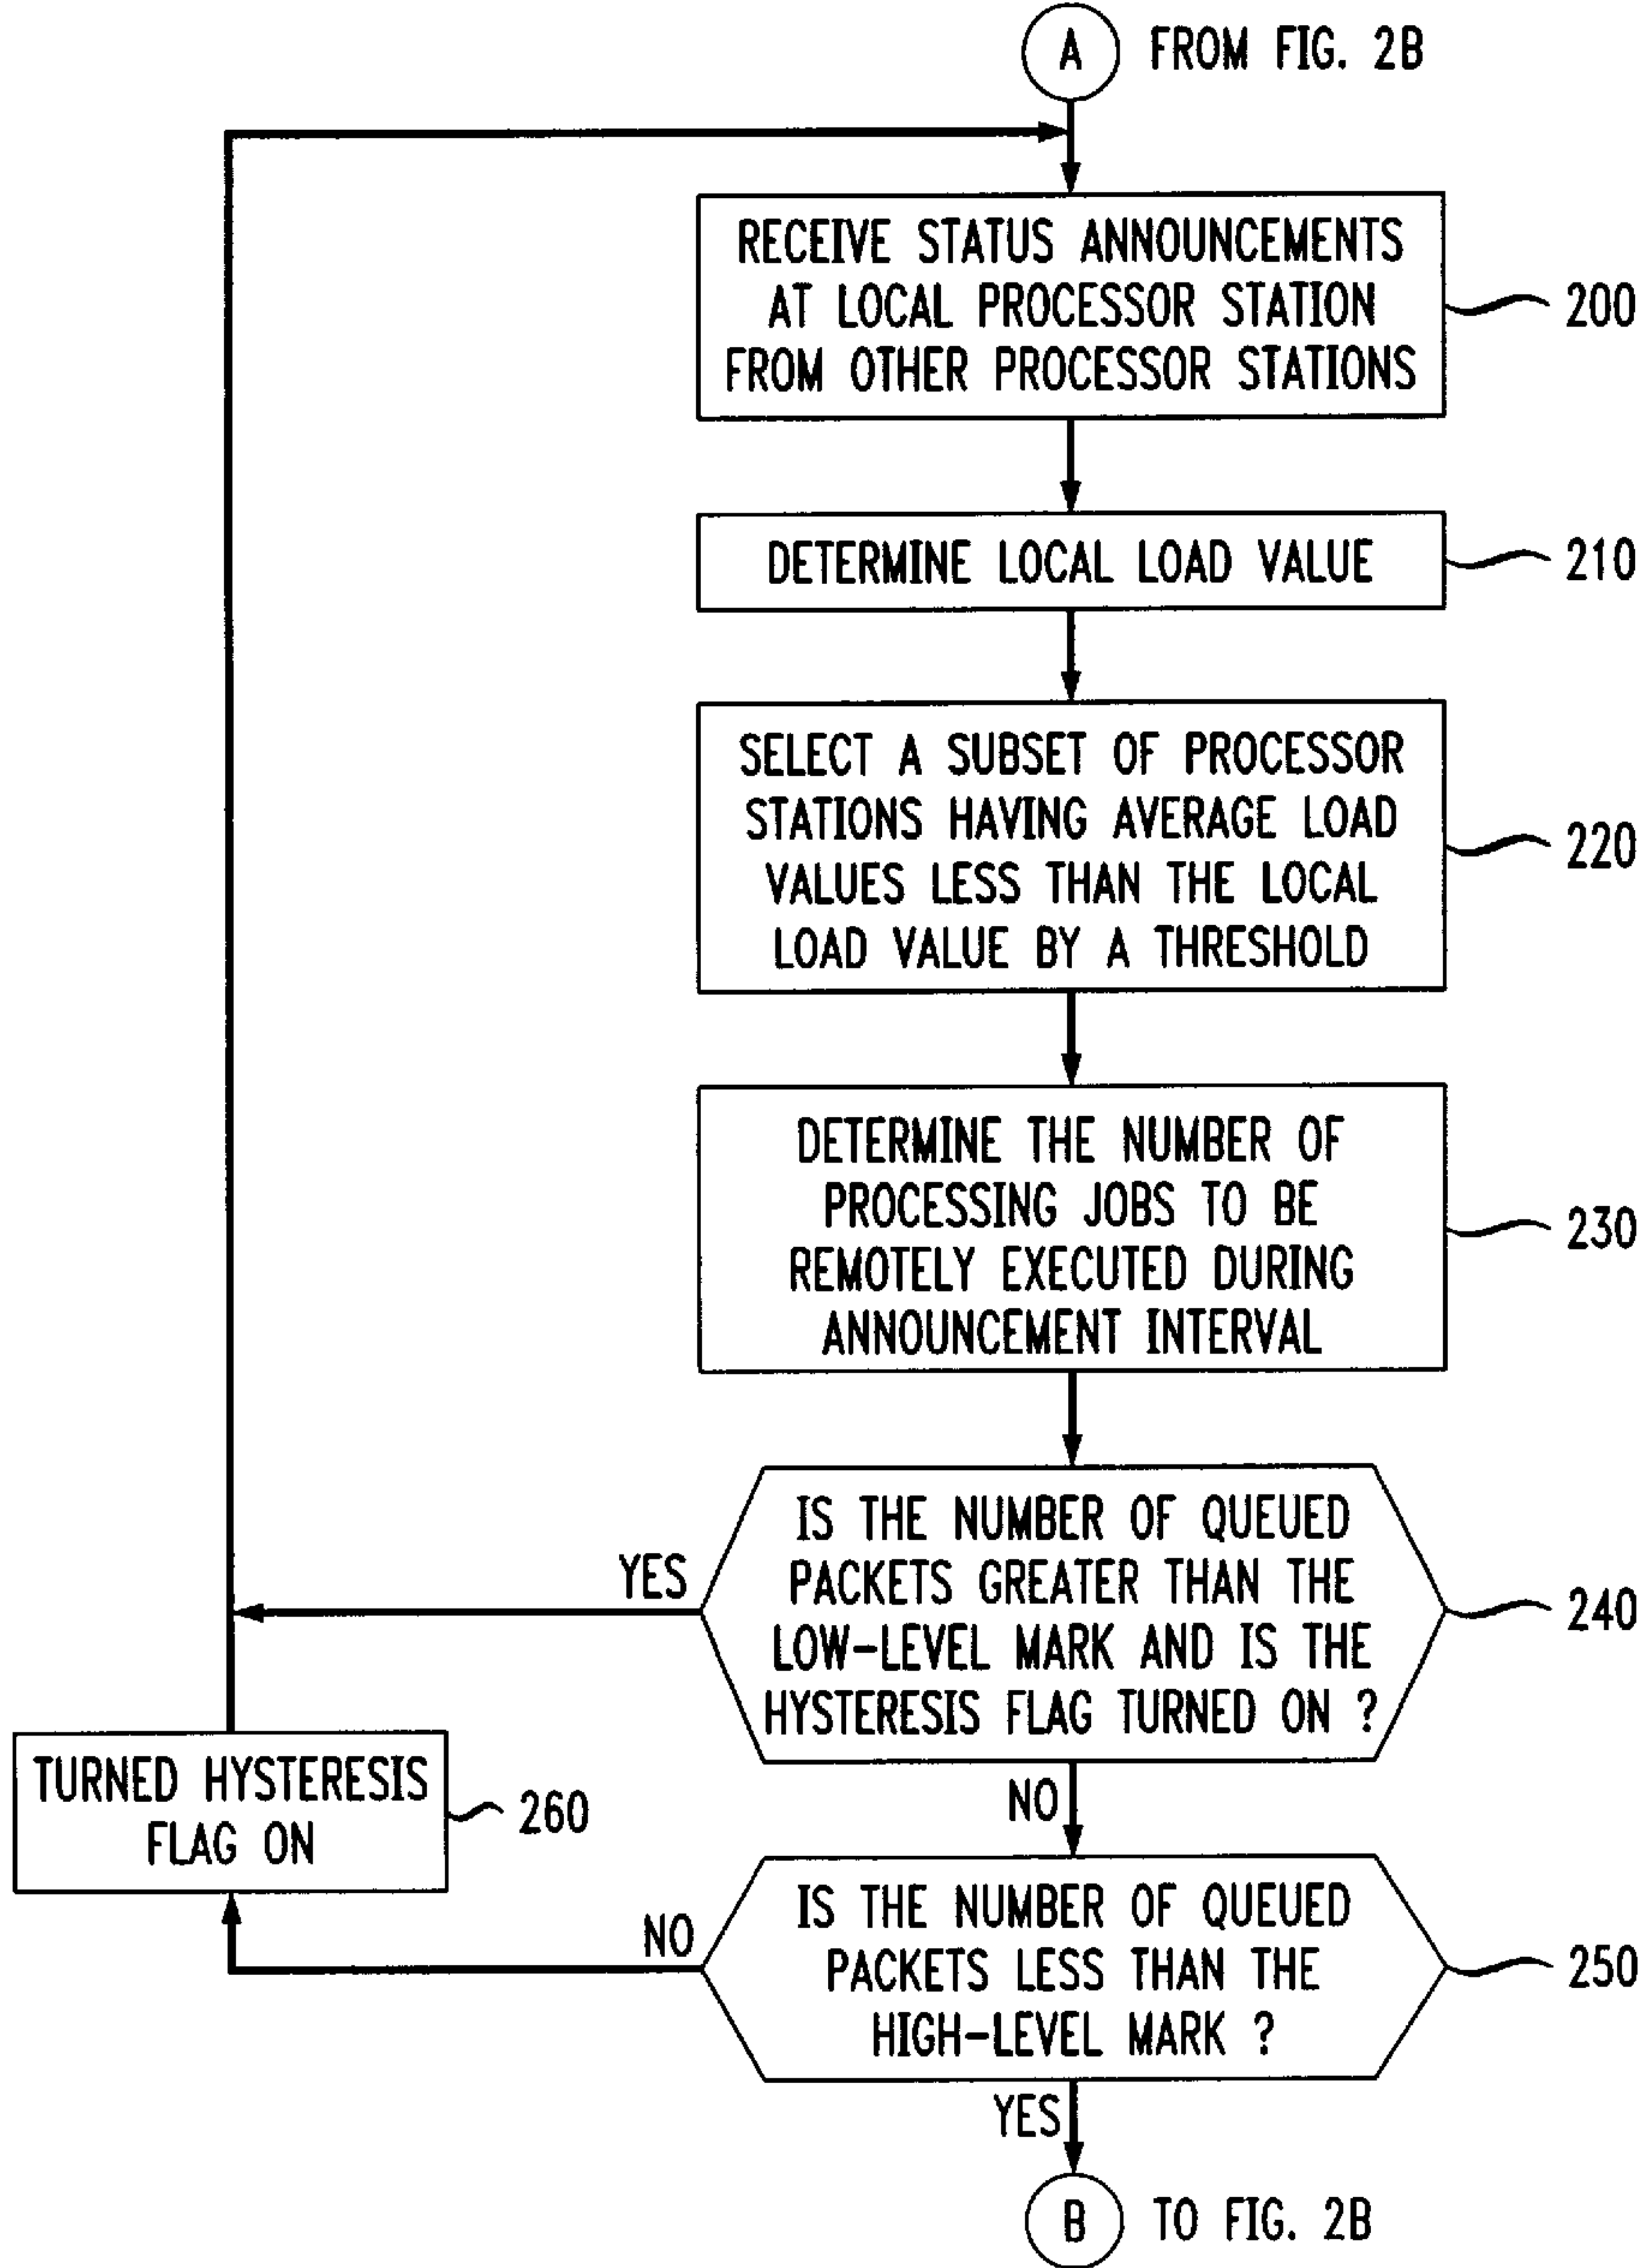 A FROM FIG. 2B
RECEIVE STATUS ANNOUNCEMENTS
AT LOCAL PROCESSOR STATION
FROM OTHER PROCESSOR STATIONS
200
DETERMINE LOCAL LOAD VALUE
210
SELECT A SUBSET OF PROCESSOR
STATIONS HAVING AVERAGE LOAD
VALUES LESS THAN THE LOCAL
LOAD VALUE BY A THRESHOLD
220
DETERMINE THE NUMBER OF
PROCESSING JOBS TO BE
REMOTELY EXECUTED DURING
ANNOUNCEMENT INTERVAL
230
IS THE NUMBER OF QUEUED
PACKETS GREATER THAN THE
LOW-LEVEL MARK AND IS THE
HYSTERESIS FLAG TURNED ON ?
240
YES
NO
TURNED HYSTERESIS
FLAG ON
260
IS THE NUMBER OF QUEUED
PACKETS LESS THAN THE
HIGH-LEVEL MARK ?
250
NO
YES
B TO FIG. 2B